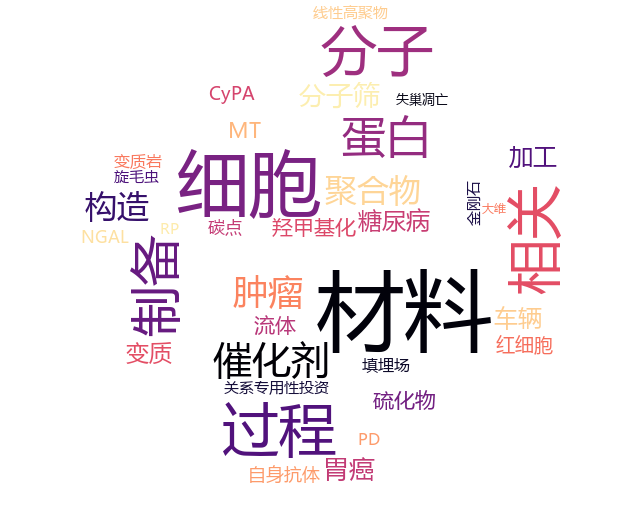 线性高聚物
分子
CyPA
分子筛
失巢凋亡
MT
蛋白
加工
变质岩
旋毛虫
细胞
聚合物
金刚石
相关
构造
碳点
羟甲基化
糖尿病
大维
NGAL
RP
制备
肿瘤
材料
流体
车辆
变质
催化剂
红细胞
填埋场
关系专用性投资
硫化物
过程
PD
自身抗体
胃癌